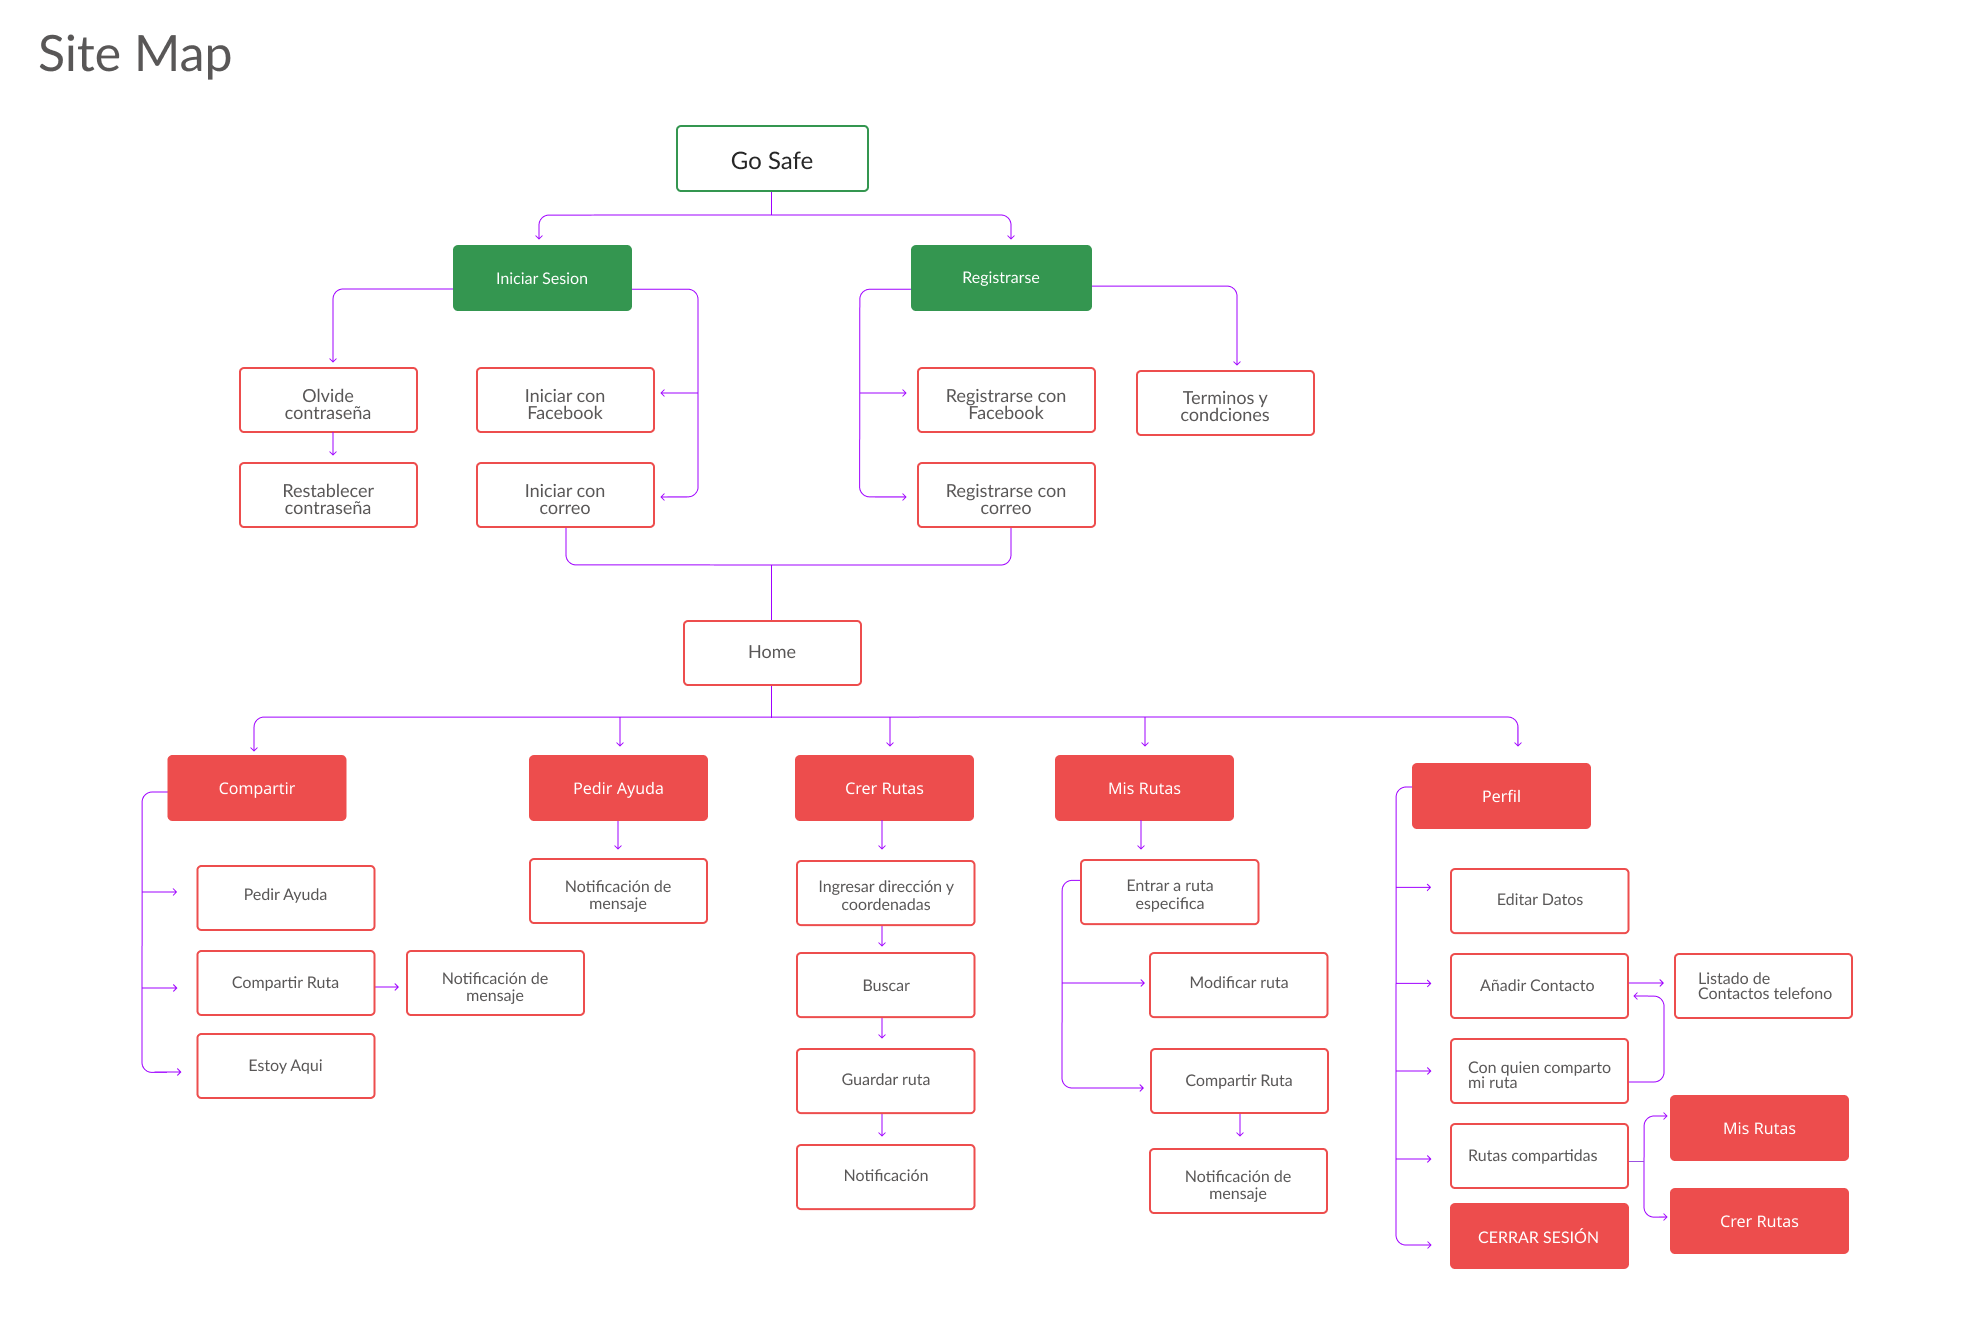 Site Map
Go Safe
Iniciar Sesion
Registrarse
Olvide
contraseña
Iniciar con
Facebook
Registrarse con
Facebook
Terminos y
condciones
Restablecer
contraseña
Iniciar con
correo
Registrarse con
correo
Home
Compartir
Pedir Ayuda
Crer Rutas
Mis Rutas
Perfil
Pedir Ayuda
Notificación de
mensaje
Ingresar dirección y
coordenadas
Entrar a ruta
especifica
Editar Datos
Compartir Ruta
Notificación de
mensaje
Buscar
Modificar ruta
Añadir Contacto
Listado de
Contactos telefono
Estoy Aqui
Guardar ruta
Compartir Ruta
Con quien comparto
mi ruta
Mis Rutas
Notificación
Notificación de
mensaje
Rutas compartidas
Crer Rutas
CERRAR SESIÓN